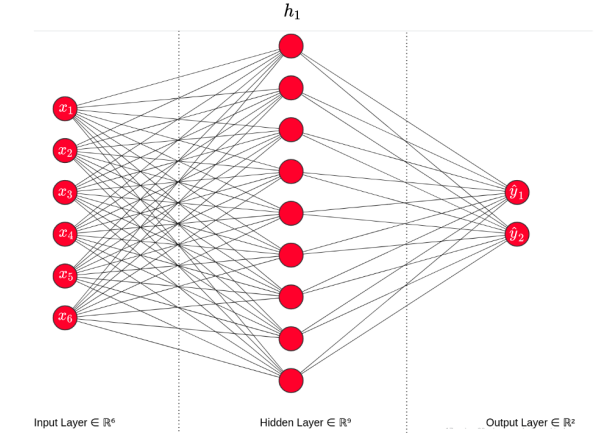 h₁
x₁
x₂
x₃
x₄
x₅
x₆
ŷ₁
ŷ₂
Input Layer ∈ ℝ⁶
Hidden Layer ∈ ℝ⁹
Output Layer ∈ ℝ²